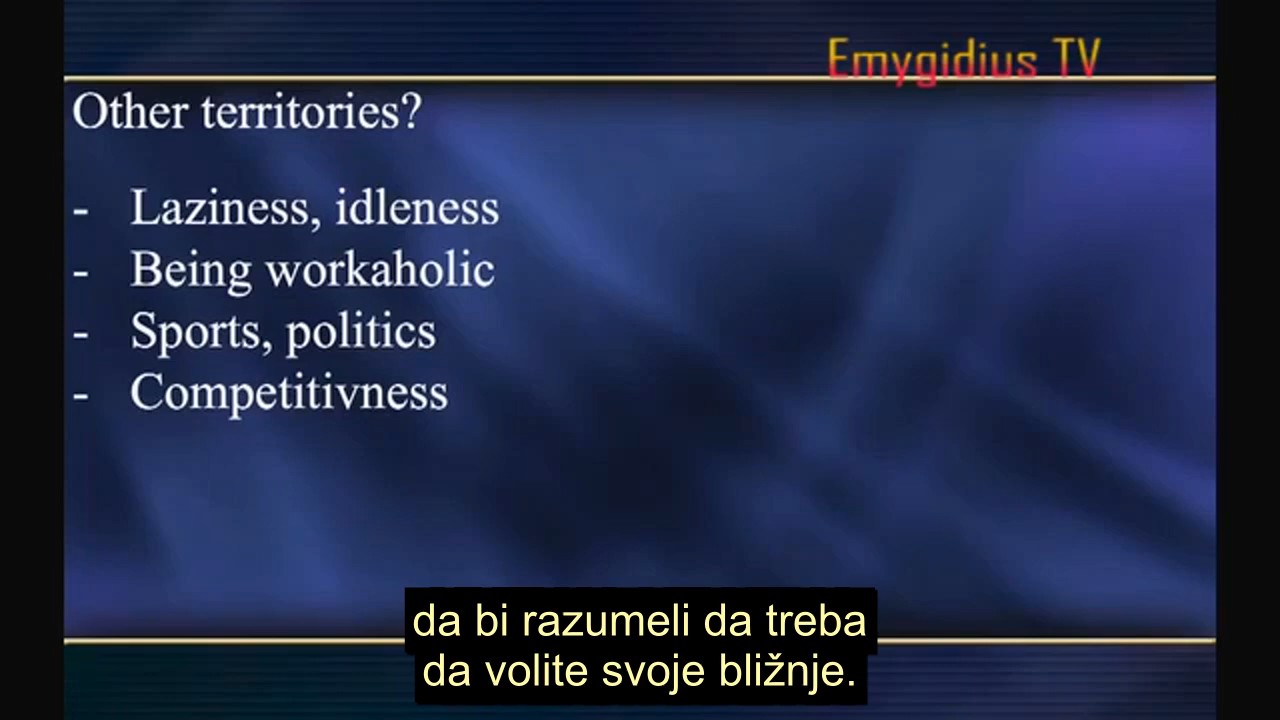 Emygidius TV
Other territories?
- Laziness, idleness
- Being workaholic
- Sports, politics
- Competitivness
da bi razumeli da treba
da volite svoje bližnje.